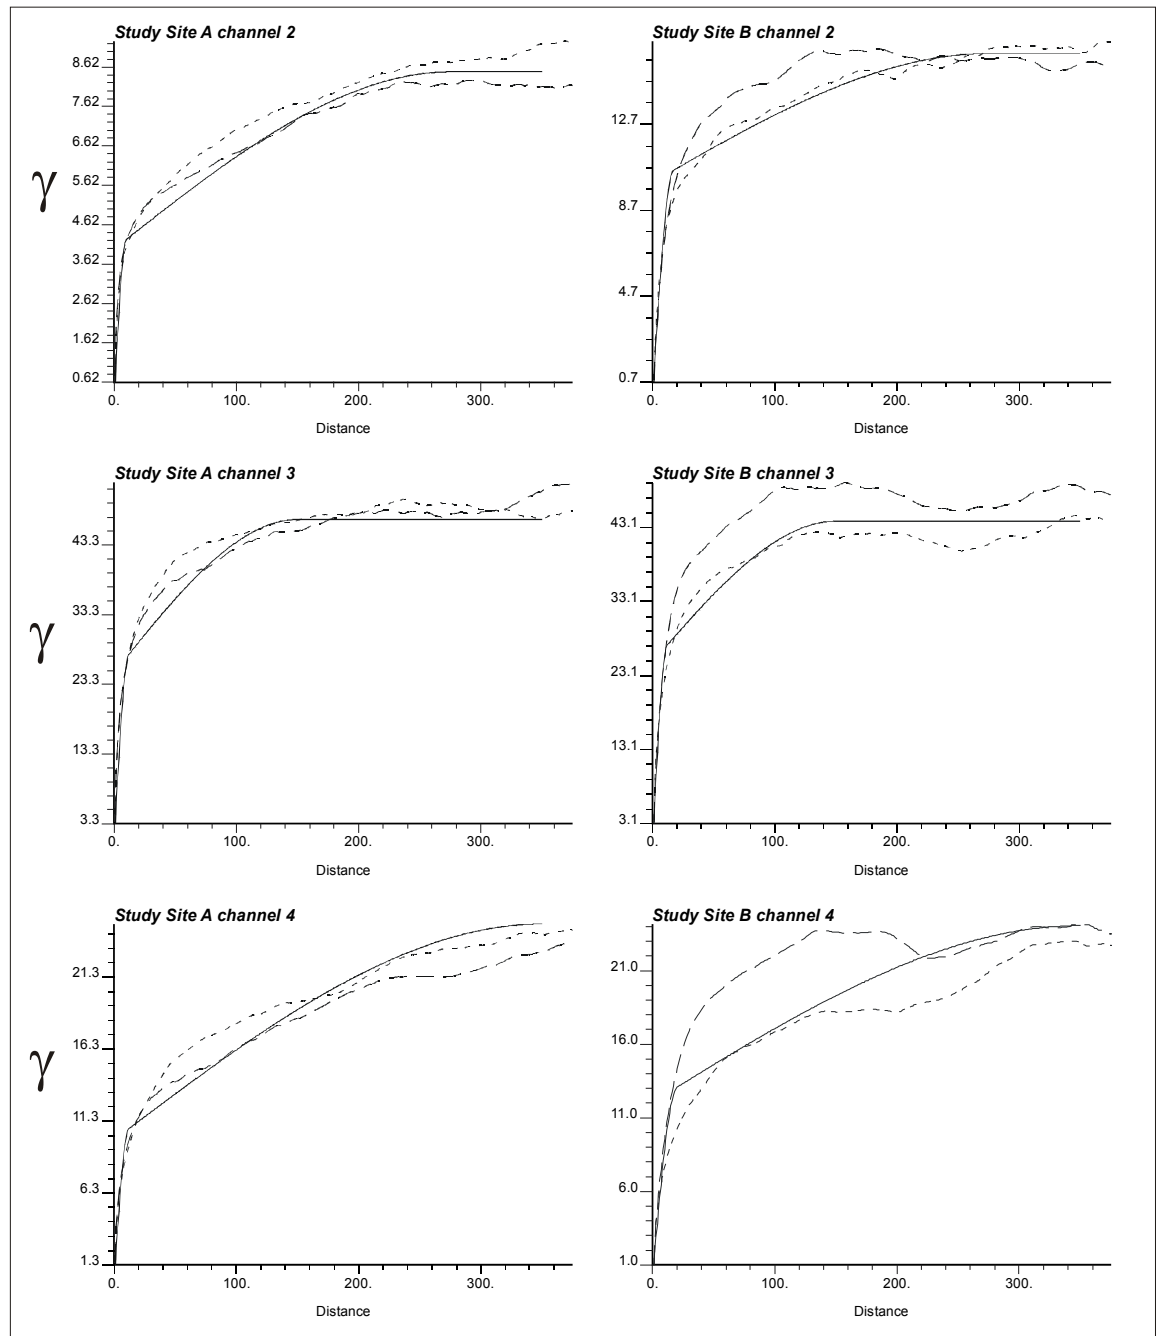 Study Site A channel 2
γ
8.62
7.62
6.62
5.62
4.62
3.62
2.62
1.62
0.62
0. 100. 200. 300.
Distance
Study Site B channel 2
12.7
8.7
4.7
0.7
0. 100. 200. 300.
Distance
Study Site A channel 3
γ
43.3
33.3
23.3
13.3
3.3
0. 100. 200. 300.
Distance
Study Site B channel 3
43.1
33.1
23.1
13.1
3.1
0. 100. 200. 300.
Distance
Study Site A channel 4
γ
21.3
16.3
11.3
6.3
1.3
0. 100. 200. 300.
Distance
Study Site B channel 4
21.0
16.0
11.0
6.0
1.0
0. 100. 200. 300.
Distance